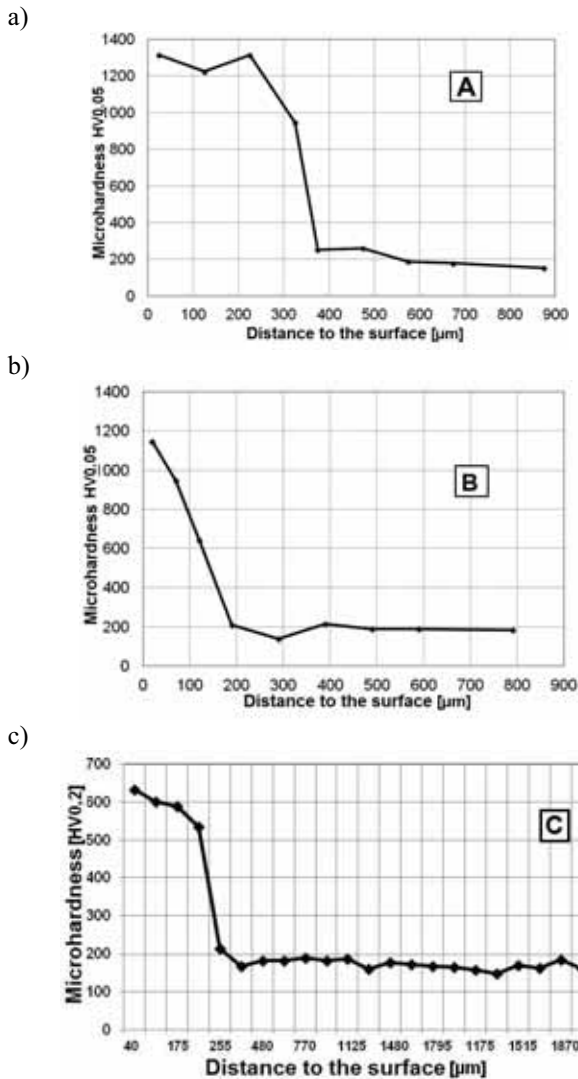 a)
1400
1200
1000
800
600
400
200
0
Microhardness HV0,05
A
0 100 200 300 400 500 600 700 800 900
Distance to the surface [µm]
b)
1400
1200
1000
800
600
400
200
0
Microhardness HV0,05
B
0 100 200 300 400 500 600 700 800 900
Distance to the surface [µm]
c)
700
600
500
400
300
200
100
0
Microhardness [HV0,2]
C
40 175 255 480 770 1125 1480 1795 1175 1515 1870
Distance to the surface [µm]